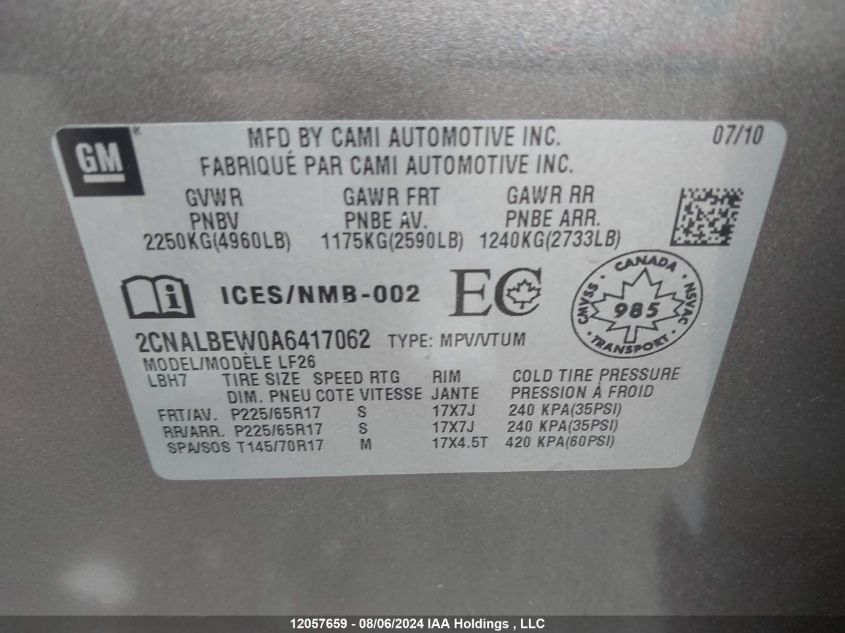 GM
MFD BY CAMI AUTOMOTIVE INC. 07/10
FABRIQUÉ PAR CAMI AUTOMOTIVE INC.
GVWR GAWR FRT GAWR RR
PNBV PNBE AV. PNBE ARR.
2250KG(4960LB) 1175KG(2590LB) 1240KG(2733LB)
ICES/NMB-002 EC
CANADA
CMVSS 985 NSVAC
TRANSPORT
2CNALBEW0A6417062 TYPE: MPV/VTUM
MODEL/MODÈLE LF26
LBH7 TIRE SIZE SPEED RTG RIM COLD TIRE PRESSURE
DIM. PNEU COTE VITESSE JANTE PRESSION À FROID
FRT/AV. P225/65R17 S 17X7J 240 KPA(35PSI)
RR/ARR. P225/65R17 S 17X7J 240 KPA(35PSI)
SPA/SOS T145/70R17 M 17X4.5T 420 KPA(60PSI)
12057659 - 08/06/2024 IAA Holdings , LLC